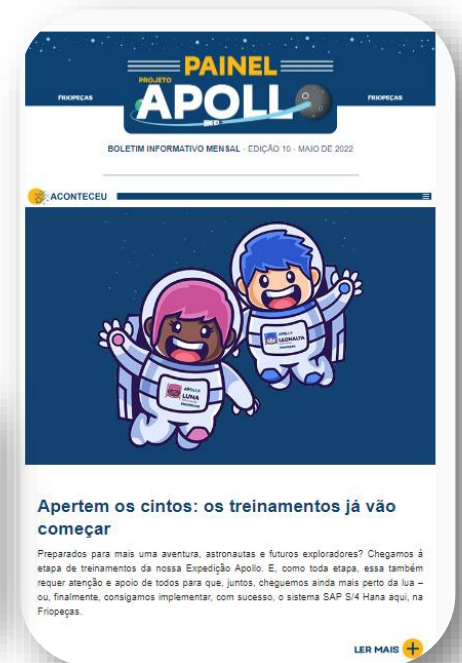 PAINEL
PROJETO
APOLLO
FRIOPEÇAS
FRIOPEÇAS
BOLETIM INFORMATIVO MENSAL - EDIÇÃO 10 - MAIO DE 2022
ACONTECEU
APOLLO
LEONALTA
FRIOPEÇAS
APOLLO
LUNA
FRIOPEÇAS
Apertem os cintos: os treinamentos já vão
começar
Preparados para mais uma aventura, astronautas e futuros exploradores? Chegamos à
etapa de treinamentos da nossa Expedição Apollo. E, como toda etapa, essa também
requer atenção e apoio de todos para que, juntos, cheguemos ainda mais perto da lua –
ou, finalmente, consigamos implementar, com sucesso, o sistema SAP S/4 Hana aqui, na
Friopeças.
LER MAIS